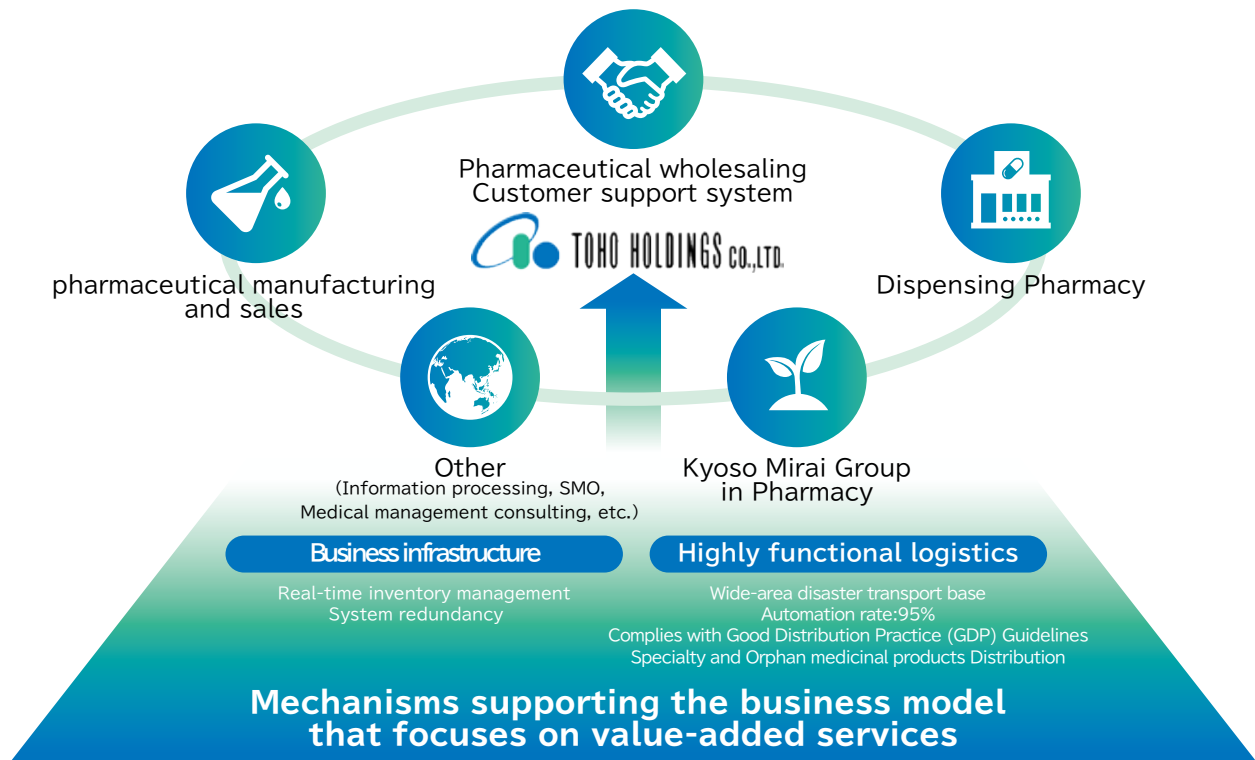 Pharmaceutical wholesaling
Customer support system
TOHO HOLDINGS CO.,LTD.
pharmaceutical manufacturing
and sales
Dispensing Pharmacy
Other
(Information processing, SMO,
Medical management consulting, etc.)
Kyoso Mirai Group
in Pharmacy
Business infrastructure
Real-time inventory management
System redundancy
Highly functional logistics
Wide-area disaster transport base
Automation rate:95%
Complies with Good Distribution Practice (GDP) Guidelines
Specialty and Orphan medicinal products Distribution
Mechanisms supporting the business model
that focuses on value-added services